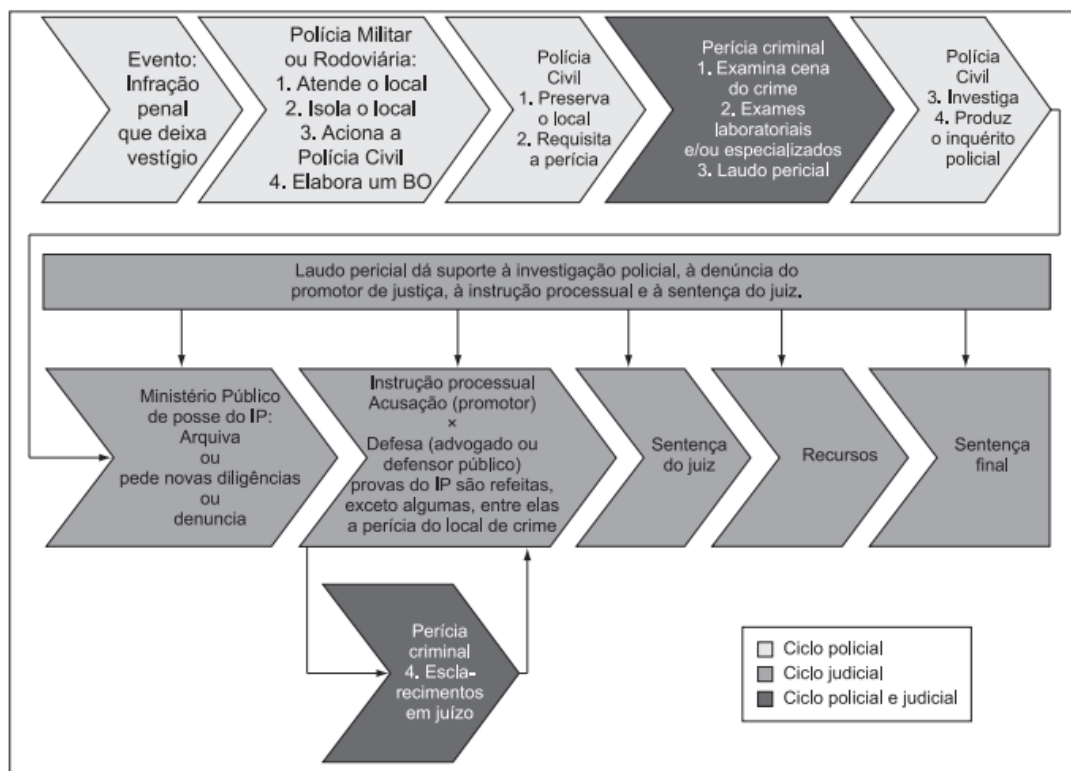 Evento:
Infração
penal
que deixa
vestígio
Polícia Militar
ou Rodoviária:
1. Atende o local
2. Isola o local
3. Aciona a
Polícia Civil
4. Elabora um BO
Polícia
Civil
1. Preserva
o local
2. Requisita
a perícia
Perícia criminal
1. Examina cena
do crime
2. Exames
laboratoriais
e/ou especializados
3. Laudo pericial
Polícia
Civil
3. Investiga
4. Produz
o inquérito
policial
Laudo pericial dá suporte à investigação policial, à denúncia do
promotor de justiça, à instrução processual e à sentença do juiz.
Ministério Público
de posse do IP:
Arquiva
ou
pede novas diligências
ou
denuncia
Instrução processual
Acusação (promotor)
×
Defesa (advogado ou
defensor público)
provas do IP são refeitas,
exceto algumas, entre elas
a perícia do local de crime
Sentença
do juiz
Recursos
Sentença
final
Perícia
criminal
4. Escla-
recimentos
em juízo
Ciclo policial
Ciclo judicial
Ciclo policial e judicial